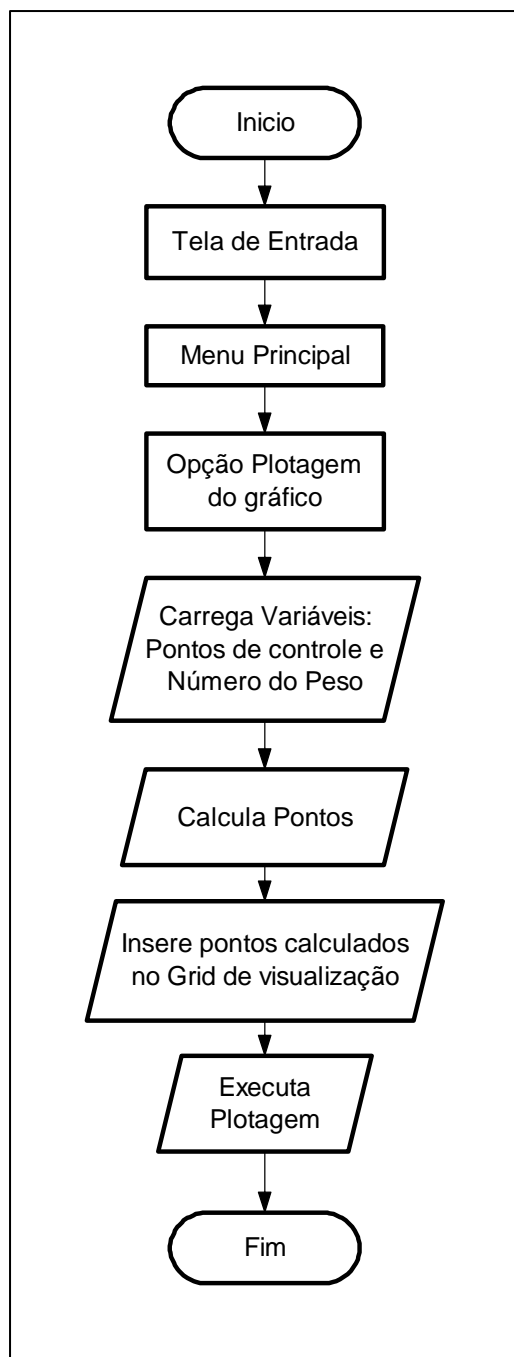 Inicio
Tela de Entrada
Menu Principal
Opção Plotagem
do gráfico
Carrega Variáveis:
Pontos de controle e
Número do Peso
Calcula Pontos
Insere pontos calculados
no Grid de visualização
Executa
Plotagem
Fim